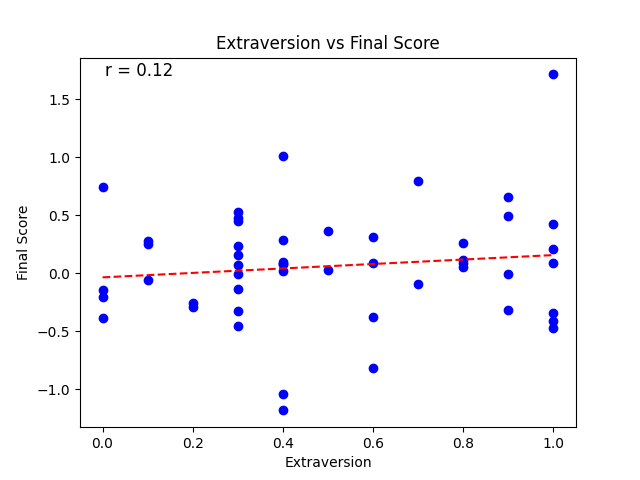 Extraversion vs Final Score
r = 0.12
1.5
1.0
0.5
0.0
−0.5
−1.0
Final Score
0.0 0.2 0.4 0.6 0.8 1.0
Extraversion